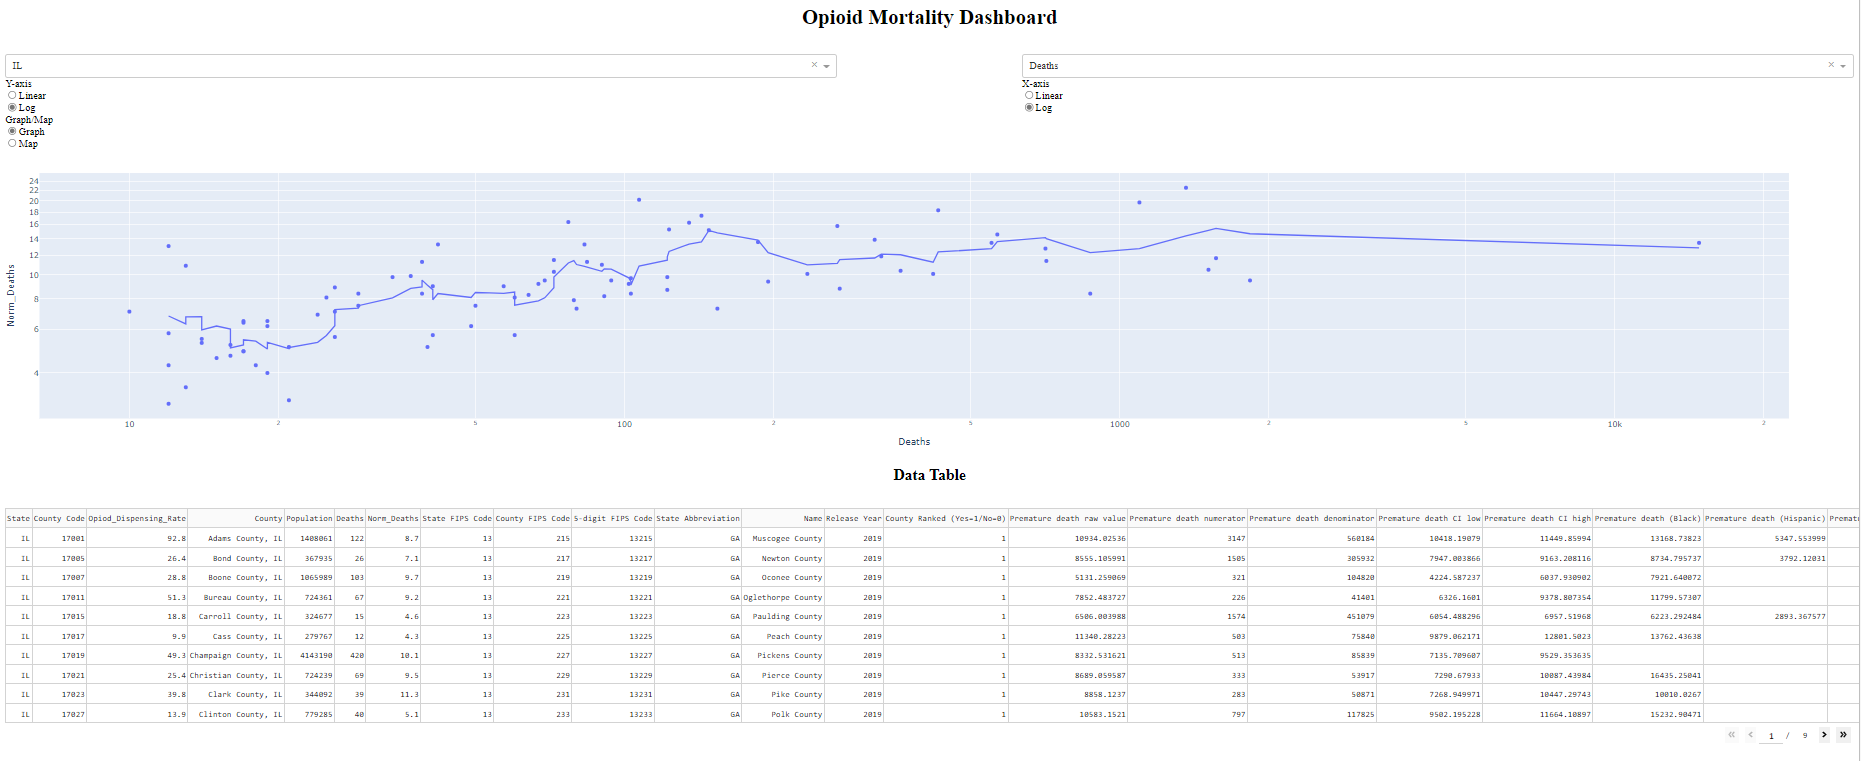 Opioid Mortality Dashboard
IL × Deaths ×
Y-axis X-axis
Linear Linear
Log Log
Graph/Map
Graph
Map
24
22
20
18
16
14
12
10
8
6
4
Norm_Deaths
10 2 5 100 2 5 1000 2 5 10k 2
Deaths
Data Table
State County Code Opiod_Dispensing_Rate County Population Deaths Norm_Deaths State FIPS Code County FIPS Code 5-digit FIPS Code State Abbreviation Name Release Year County Ranked (Yes=1/No=0) Premature death raw value Premature death numerator Premature death denominator Premature death CI low Premature death CI high Premature death (Black) Premature death (Hispanic) Premat
IL 17001 92.8 Adams County, IL 1408061 122 8.7 13 215 13215 GA Muscogee County 2019 1 10934.02536 3147 560184 10418.19079 11449.85994 13168.73823 5347.553999
IL 17005 26.4 Bond County, IL 367935 26 7.1 13 217 13217 GA Newton County 2019 1 8555.105991 1505 305932 7947.003866 9163.208116 8734.795737 3792.12031
IL 17007 28.8 Boone County, IL 1065989 103 9.7 13 219 13219 GA Oconee County 2019 1 5131.259069 321 104820 4224.587237 6037.930902 7921.640072
IL 17011 51.3 Bureau County, IL 724361 67 9.2 13 221 13221 GA Oglethorpe County 2019 1 7852.483727 226 41401 6326.1601 9378.807354 11799.57307
IL 17015 18.8 Carroll County, IL 324677 15 4.6 13 223 13223 GA Paulding County 2019 1 6506.003988 1574 451079 6054.488296 6957.51968 6223.292484 2893.367577
IL 17017 9.9 Cass County, IL 279767 12 4.3 13 225 13225 GA Peach County 2019 1 11340.28223 503 75840 9879.062171 12801.5023 13762.43638
IL 17019 49.3 Champaign County, IL 4143190 420 10.1 13 227 13227 GA Pickens County 2019 1 8332.531621 513 85839 7135.709607 9529.353635
IL 17021 25.4 Christian County, IL 724239 69 9.5 13 229 13229 GA Pierce County 2019 1 8689.059587 333 53917 7290.67933 10087.43984 16435.25041
IL 17023 39.8 Clark County, IL 344092 39 11.3 13 231 13231 GA Pike County 2019 1 8858.1237 283 50871 7268.949971 10447.29743 10010.0267
IL 17027 13.9 Clinton County, IL 779285 40 5.1 13 233 13233 GA Polk County 2019 1 10583.1521 797 117825 9502.195228 11664.10897 15232.90471
« ‹ 1 / 9 › »